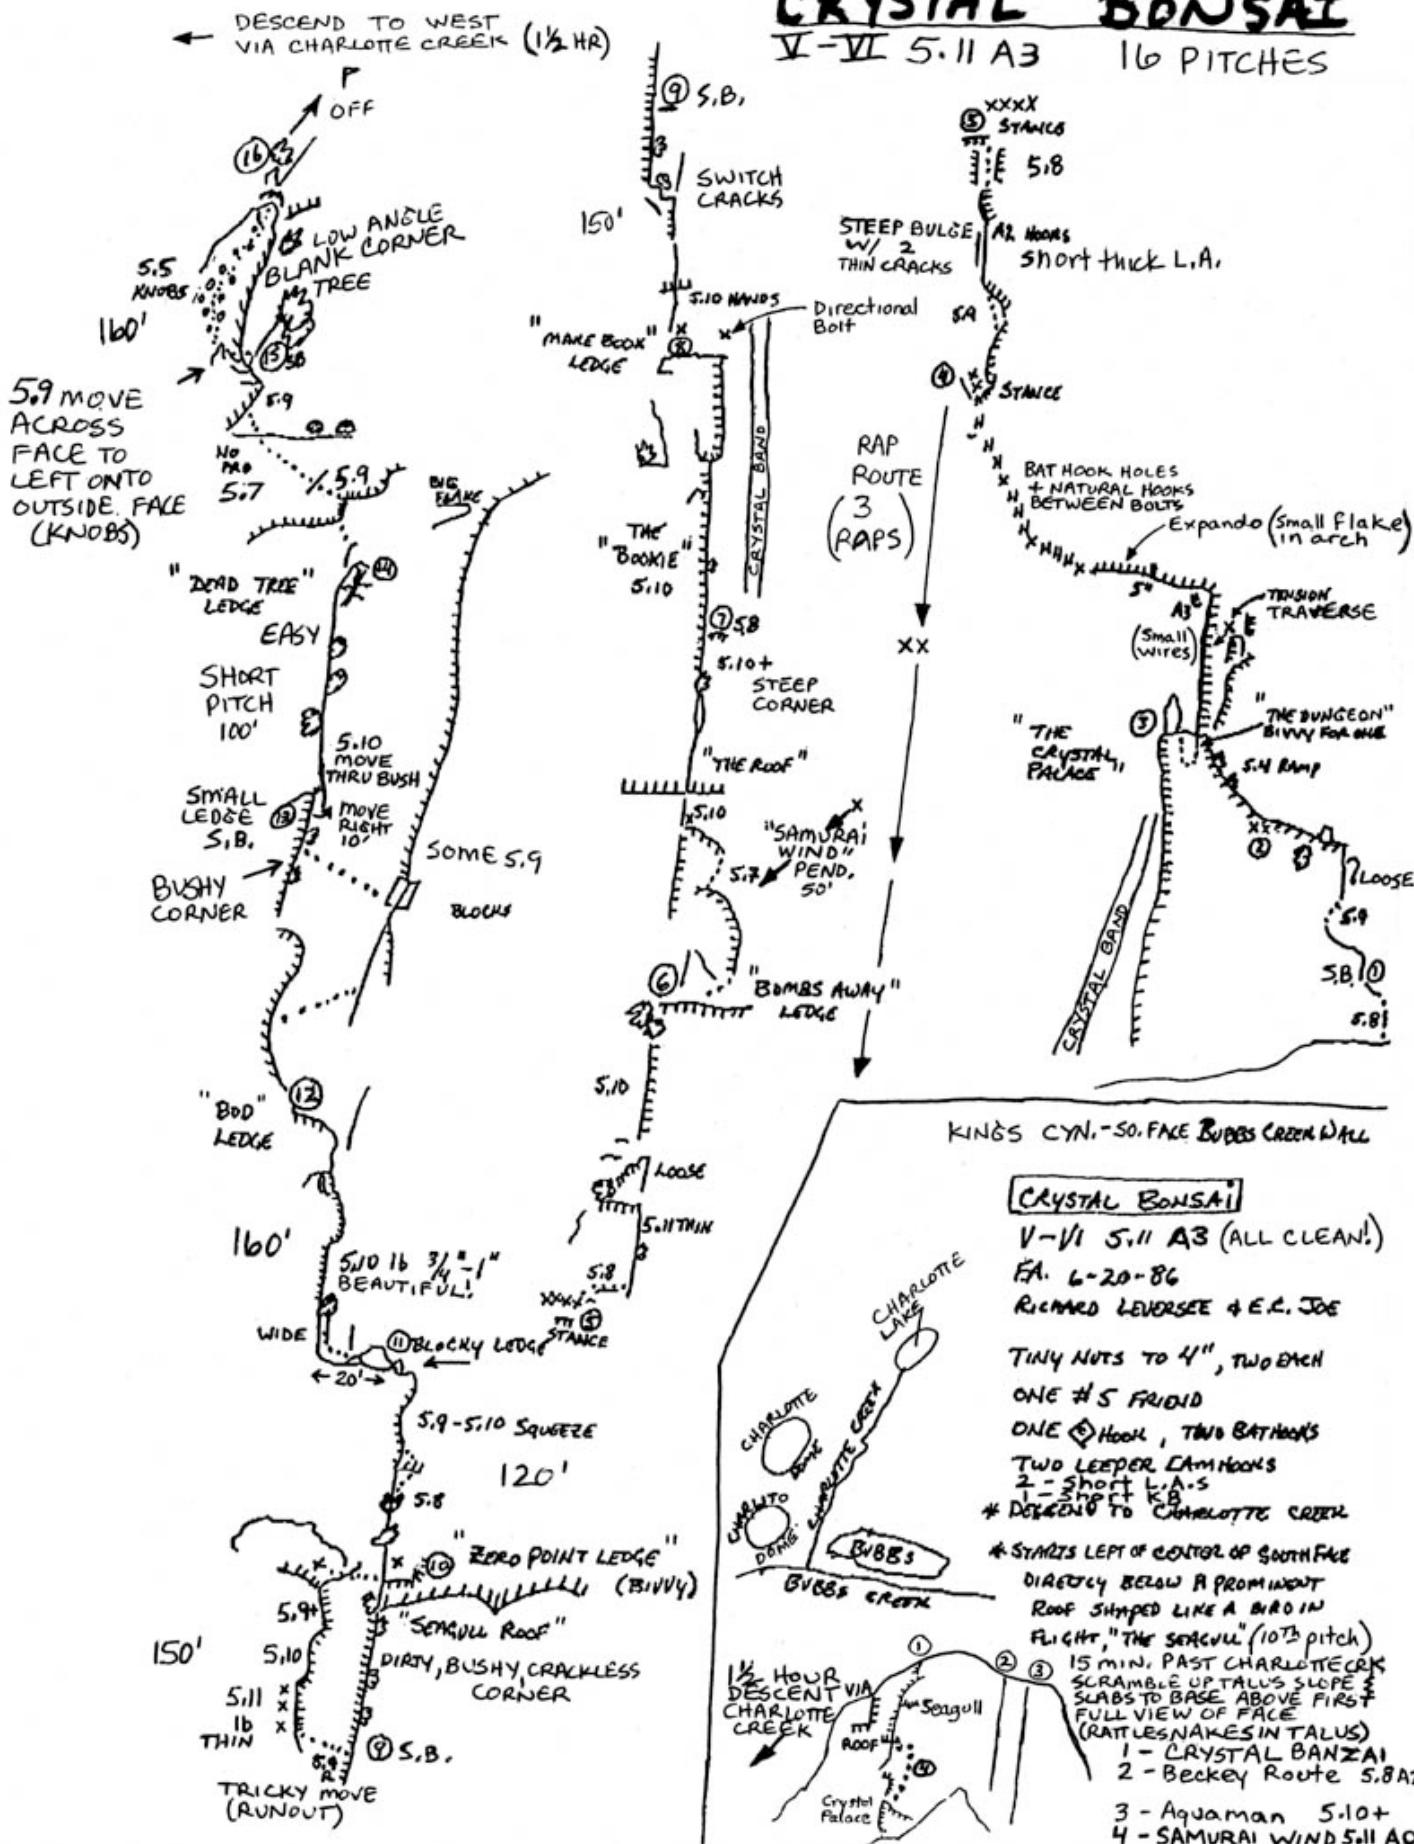 CRYSTAL BONSAI
V-VI 5.11 A3 16 PITCHES
← DESCEND TO WEST
VIA CHARLOTTE CREEK (1½ HR)
OFF
16
LOW ANGLE
BLANK CORNER
TREE
5.5
KNOBS
160'
15
SB
5.9
5.9 MOVE
ACROSS
FACE TO
LEFT ONTO
OUTSIDE FACE
(KNOBS)
NO
PRO
5.7
5.9
BIG
FLAKE
"DEAD TREE"
LEDGE
14
EASY
SHORT
PITCH
100'
5.10
MOVE
THRU BUSH
SMALL
LEDGE
S.B.
13
MOVE
RIGHT
10'
BUSHY
CORNER
SOME 5.9
BLOCKS
"BOD"
LEDGE
12
160'
5.10 lb ¾"-1"
BEAUTIFUL!
WIDE
11 BLOCKY LEDGE
← 20' →
5.9-5.10 SQUEEZE
120'
5.8
10
"ZERO POINT LEDGE"
(BIVVY)
5.9+
"SEAGULL ROOF"
150'
5.10
DIRTY, BUSHY, CRACKLESS
CORNER
5.11
lb
THIN
X
X
X
5.9
R
9 S.B.
TRICKY MOVE
(RUNOUT)
9 S.B.
SWITCH
CRACKS
150'
5.10 HANDS
"MAKE BOOK"
LEDGE
8
Directional
Bolt
CRYSTAL BAND
THE
"BOOKIE"
5.10
7 5.8
5.10+
STEEP
CORNER
"THE ROOF"
5.10
"SAMURAI
WIND"
PEND.
50'
5.7
6
"BOMBS AWAY"
LEDGE
5.10
LOOSE
5.11 THIN
5.8
XXXX
5
STANCE
XXXX
5
STANCE
5.8
STEEP BULGE
W/ 2
THIN CRACKS
A2 HOOKS
short thick L.A.
4
STANCE
RAP
ROUTE
(3
RAPS)
XX
BAT HOOK HOLES
+ NATURAL HOOKS
BETWEEN BOLTS
Expando (Small flake)
in arch
A3
TENSION
TRAVERSE
(Small
wires)
3
"THE
CRYSTAL
PALACE"
"THE DUNGEON"
BIVVY FOR ONE
5.4 RAMP
XX
2
LOOSE
5.9
S.B. 1
5.8
CRYSTAL BAND
KINGS CYN.-SO. FACE BUBBS CREEK WALL
CRYSTAL BONSAi
V-VI 5.11 A3 (ALL CLEAN!)
F.A. 6-20-86
RICHARD LEVERSEE & E.C. JOE
TINY NUTS TO 4", TWO EACH
ONE #5 FRIEND
ONE HOOK, TWO BATHOOKS
TWO LEEPER CAMHOOKS
2 - Short L.A.s
1 - Short KB
* DESCEND TO CHARLOTTE CREEK
* STARTS LEFT OF CENTER OF SOUTH FACE
DIRECTLY BELOW A PROMINENT
ROOF SHAPED LIKE A BIRD IN
FLIGHT, "THE SEAGULL" (10TH pitch)
15 MIN. PAST CHARLOTTE CRK
SCRAMBLE UP TALUS SLOPE &
SLABS TO BASE ABOVE FIRST
FULL VIEW OF FACE
(RATTLESNAKES IN TALUS)
1 - CRYSTAL BANZAI
2 - Beckey Route 5.8 A
3 - Aquaman 5.10+
4 - SAMURAI WIND 5.11
CHARLOTTE
LAKE
CHARLOTTE
DOME
CHARLOTTE CREEK
CHARLITO
DOME
BUBBS
BUBBS CREEK
1½ HOUR
DESCENT VIA
CHARLOTTE
CREEK
1
2
3
Seagull
ROOF
4
Crystal
Palace